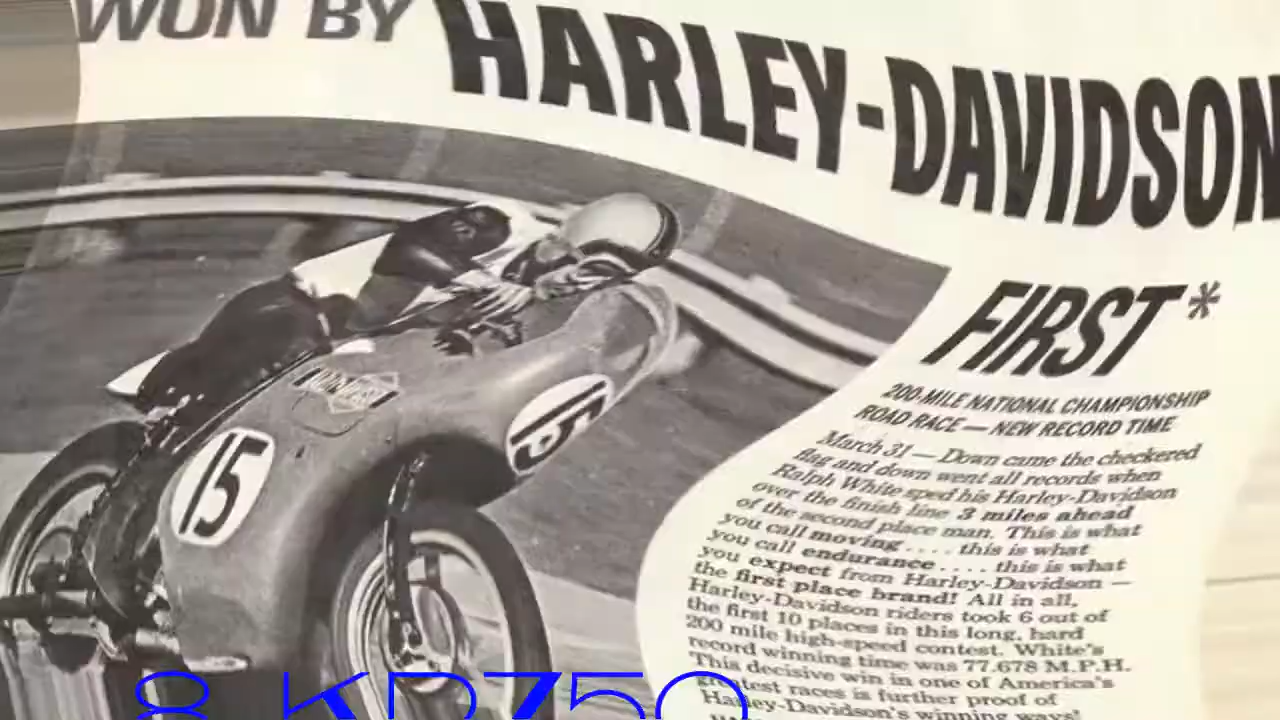 WON BY HARLEY-DAVIDSON
FIRST*
200-MILE NATIONAL CHAMPIONSHIP
ROAD RACE — NEW RECORD TIME
March 31 — Down came the checkered
flag and down went all records when
Ralph White sped his Harley-Davidson
over the finish line 3 miles ahead
of the second place man. This is what
you call moving .... this is what
you call endurance .... this is what
you expect from Harley-Davidson —
the first place brand! All in all,
Harley-Davidson riders took 6 out of
the first 10 places in this long, hard
200 mile high-speed contest. White's
record winning time was 77.678 M.P.H.
This decisive win in one of America's
greatest races is further proof of
Harley-Davidson's winning ways!
15
15